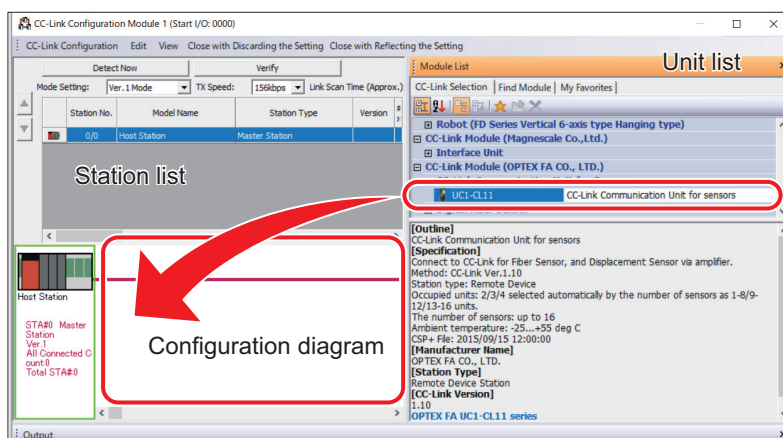 CC-Link Configuration Module 1 (Start I/O: 0000)
CC-Link Configuration Edit View Close with Discarding the Setting Close with Reflecting the Setting
Detect Now Verify
Mode Setting: Ver.1 Mode TX Speed: 156kbps Link Scan Time (Approx.)
Station No. Model Name Station Type Version
0/0 Host Station Master Station
Station list
Module List
Unit list
CC-Link Selection Find Module My Favorites
Robot (FD Series Vertical 6-axis type Hanging type)
CC-Link Module (Magnescale Co.,Ltd.)
Interface Unit
CC-Link Module (OPTEX FA CO., LTD.)
UC1-CL11 CC-Link Communication Unit for sensors
[Outline]
CC-Link Communication Unit for sensors
[Specification]
Connect to CC-Link for Fiber Sensor, and Displacement Sensor via amplifier.
Method: CC-Link Ver.1.10
Station type: Remote Device
Occupied units: 2/3/4 selected automatically by the number of sensors as 1-8/9-
12/13-16 units.
The number of sensors: up to 16
Ambient temperature: -25...+55 deg C
CSP+ File: 2015/09/15 12:00:00
[Manufacturer Name]
OPTEX FA CO., LTD.
[Station Type]
Remote Device Station
[CC-Link Version]
1.10
OPTEX FA UC1-CL11 series
Host Station
STA#0 Master
Station
Ver.1
All Connected C
ount:0
Total STA#:0
Configuration diagram
Output